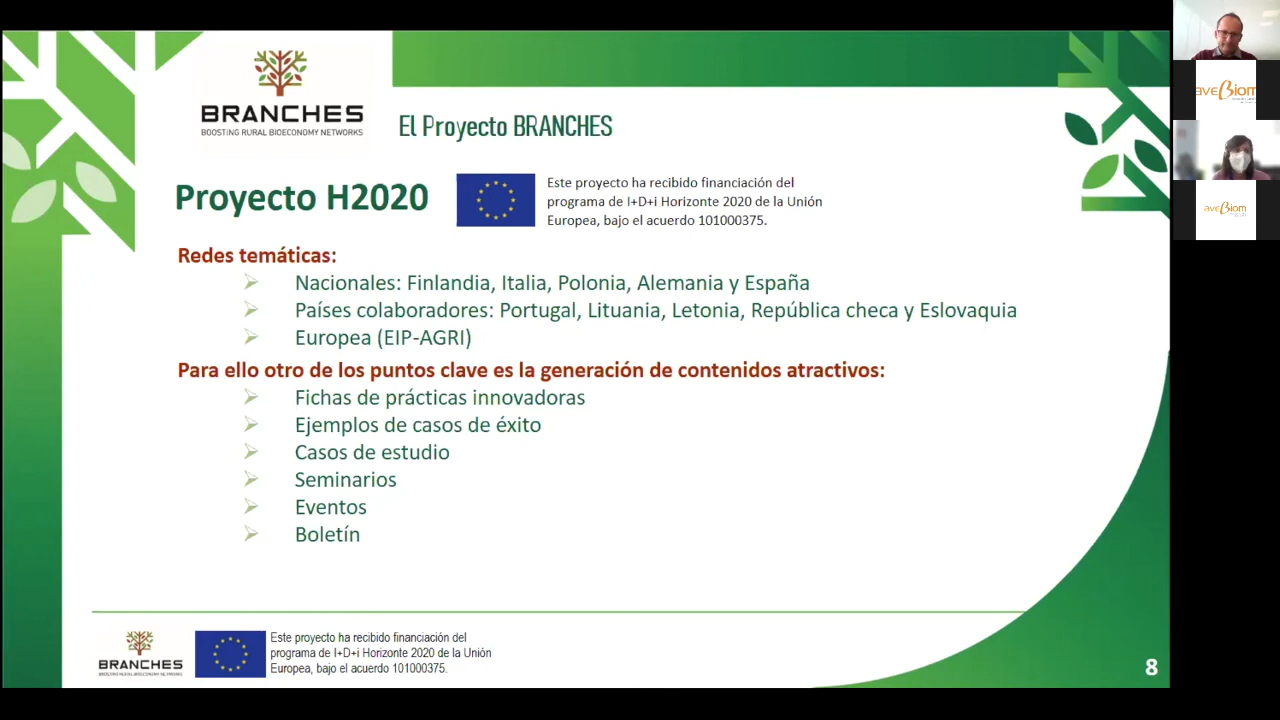 BRANCHES
BOOSTING RURAL BIOECONOMY NETWORKS
El Proyecto BRANCHES
Proyecto H2020
Este proyecto ha recibido financiación del
programa de I+D+i Horizonte 2020 de la Unión
Europea, bajo el acuerdo 101000375.
Redes temáticas:
Nacionales: Finlandia, Italia, Polonia, Alemania y España
Países colaboradores: Portugal, Lituania, Letonia, República checa y Eslovaquia
Europea (EIP-AGRI)
Para ello otro de los puntos clave es la generación de contenidos atractivos:
Fichas de prácticas innovadoras
Ejemplos de casos de éxito
Casos de estudio
Seminarios
Eventos
Boletín
BRANCHES
BOOSTING RURAL BIOECONOMY NETWORKS
Este proyecto ha recibido financiación del
programa de I+D+i Horizonte 2020 de la Unión
Europea, bajo el acuerdo 101000375.
8
aveBiom
aveBiom